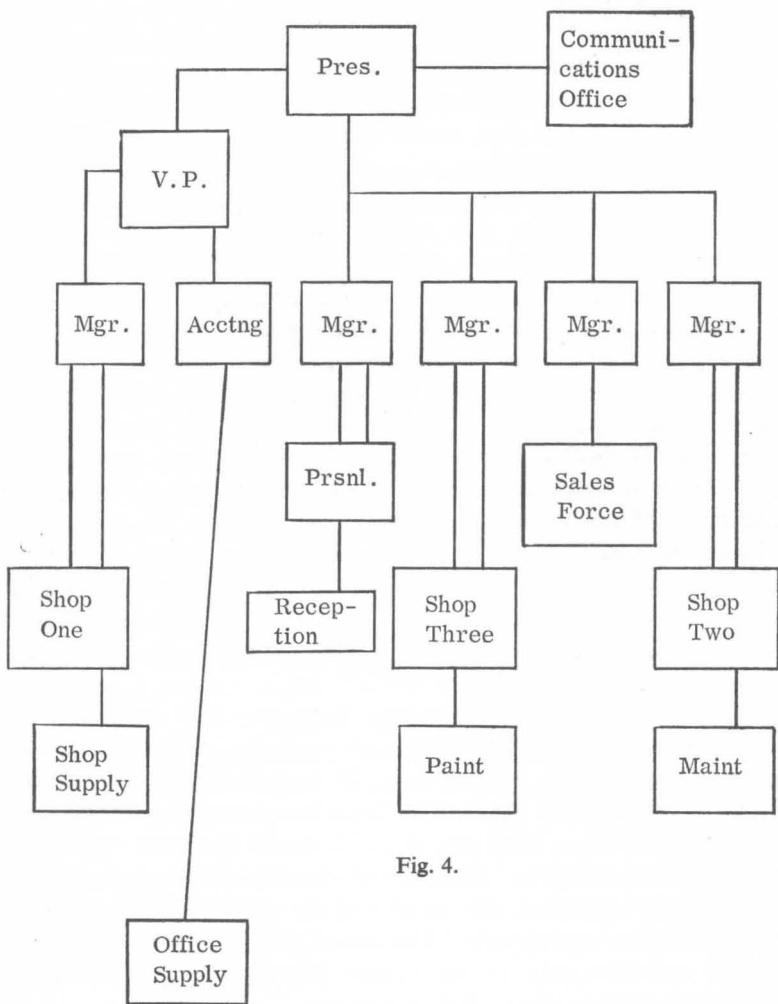 Pres.
Communi-
cations
Office
V.P.
Mgr.
Acctng
Mgr.
Mgr.
Mgr.
Mgr.
Prsnl.
Sales
Force
Shop
One
Recep-
tion
Shop
Three
Shop
Two
Shop
Supply
Paint
Maint
Fig. 4.
Office
Supply